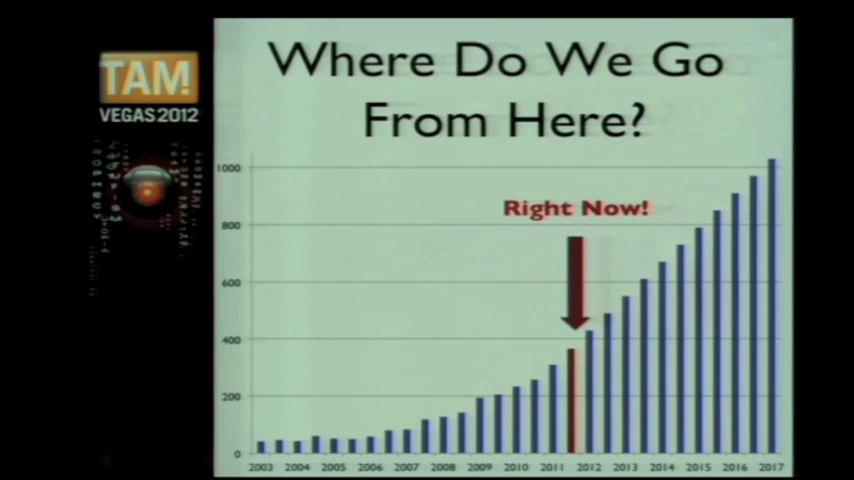 TAM!
VEGAS 2012
Where Do We Go
From Here?
Right Now!
1000
800
600
400
200
0
2003 2004 2005 2006 2007 2008 2009 2010 2011 2012 2013 2014 2015 2016 2017